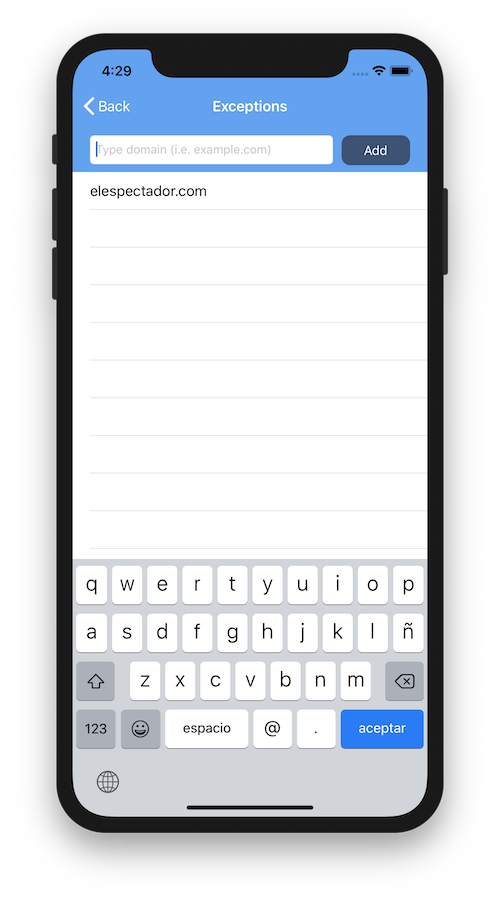 4:29
Back Exceptions
Type domain (i.e. example.com) Add
elespectador.com
q w e r t y u i o p
a s d f g h j k l ñ
z x c v b n m
123 espacio @ . aceptar